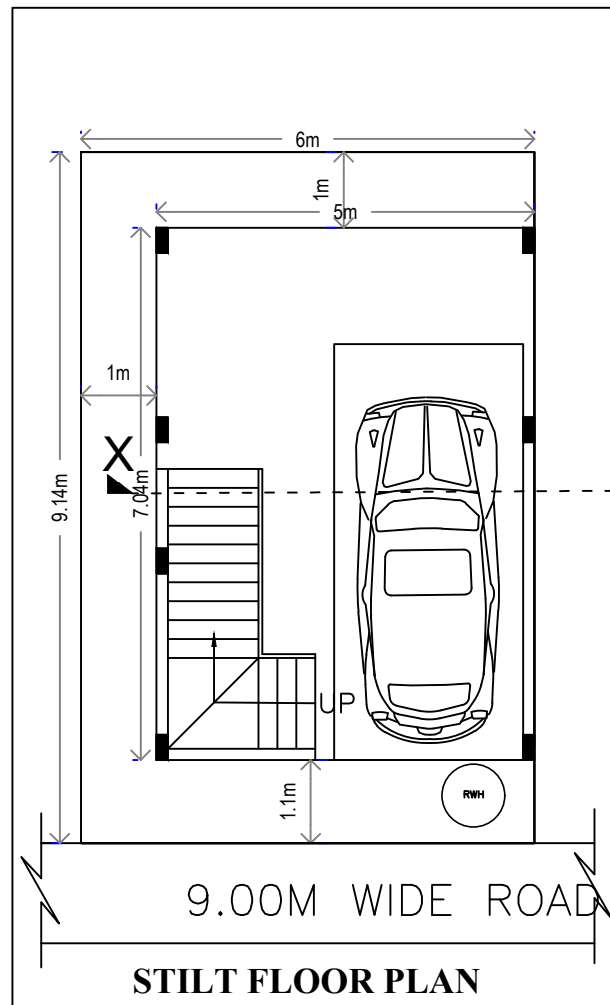 6m
1m
5m
1m
X
9.14m
7.04m
UP
1.1m
RWH
9.00M WIDE ROAD
STILT FLOOR PLAN